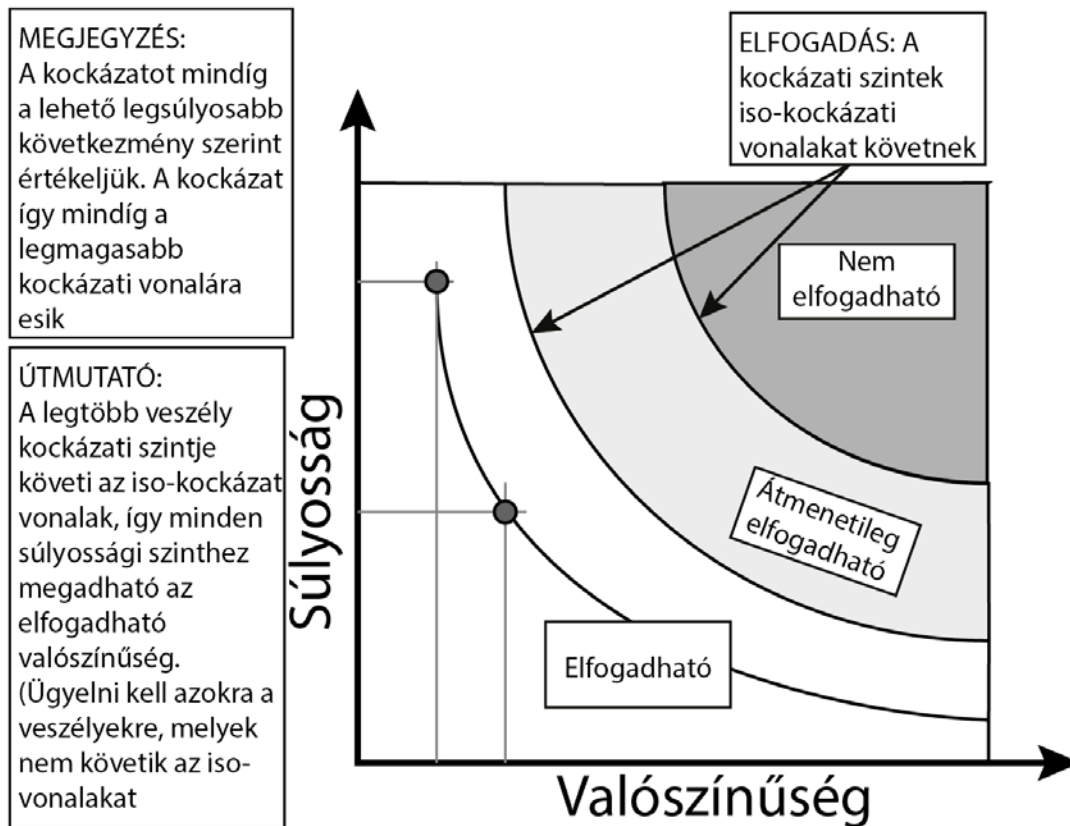 MEGJEGYZÉS:
A kockázatot mindíg
a lehető legsúlyosabb
következmény szerint
értékeljük. A kockázat
így mindíg a
legmagasabb
kockázati vonalára
esik
ÚTMUTATÓ:
A legtöbb veszély
kockázati szintje
követi az iso-kockázat
vonalak, így minden
súlyossági szinthez
megadható az
elfogadható
valószínűség.
(Ügyelni kell azokra a
veszélyekre, melyek
nem követik az iso-
vonalakat
ELFOGADÁS: A
kockázati szintek
iso-kockázati
vonalakat követnek
Nem
elfogadható
Átmenetileg
elfogadható
Elfogadható
Súlyosság
Valószínűség